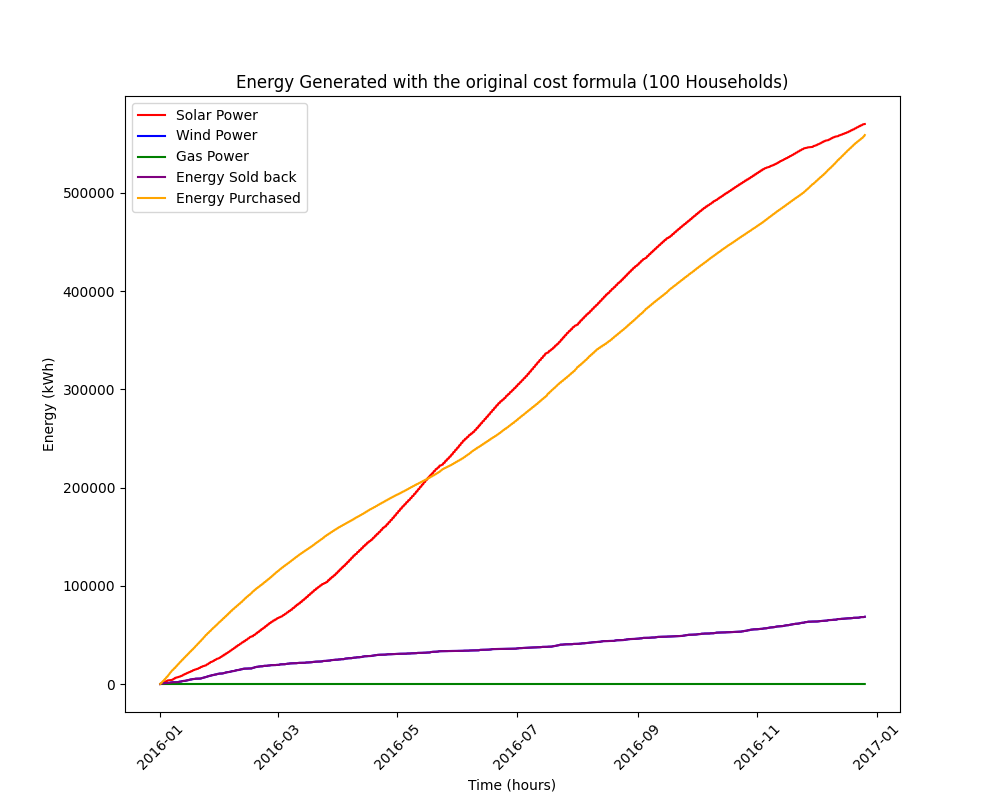 Energy Generated with the original cost formula (100 Households)
Solar Power
Wind Power
Gas Power
Energy Sold back
Energy Purchased
500000
400000
300000
200000
100000
0
Energy (kWh)
2016-01
2016-03
2016-05
2016-07
2016-09
2016-11
2017-01
Time (hours)